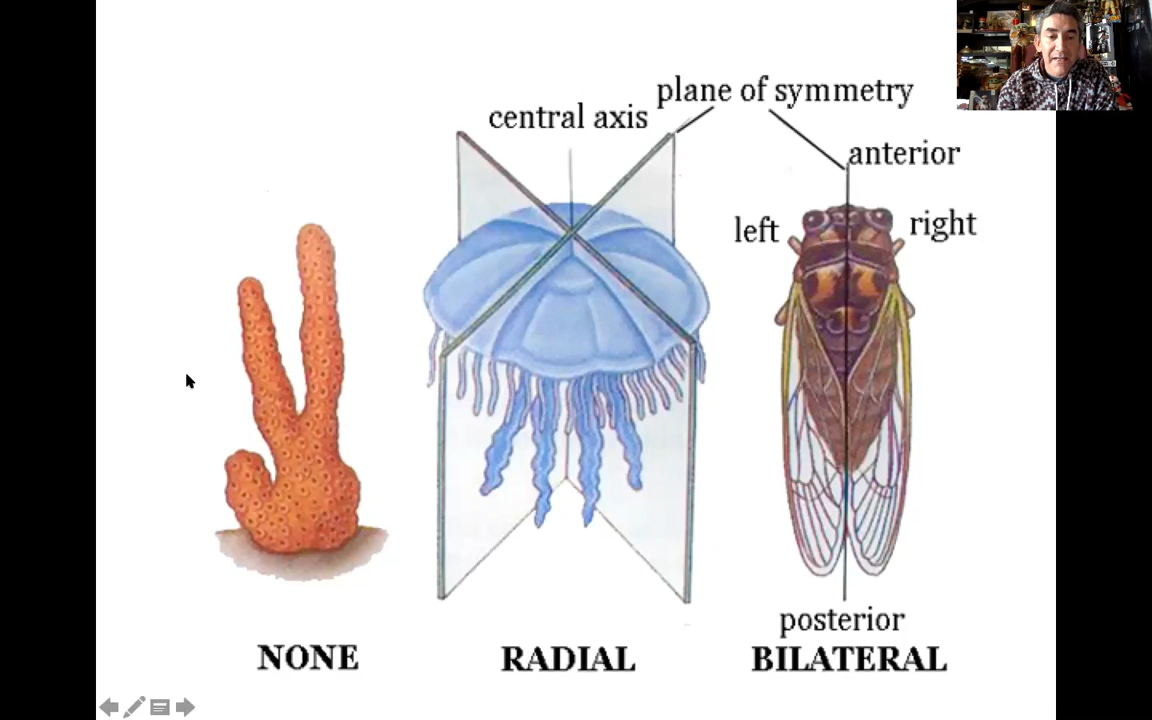 plane of symmetry
central axis
anterior
left
right
posterior
NONE
RADIAL
BILATERAL